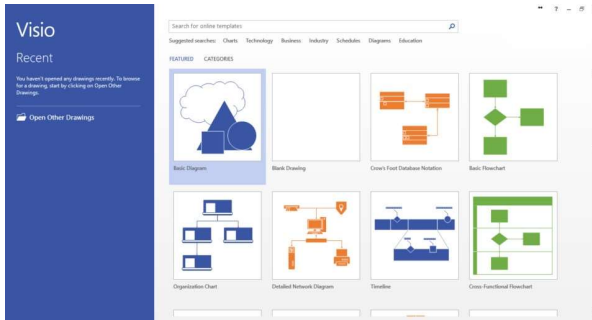 Visio
Recent
You haven't opened any drawings recently. To browse
for a drawing, start by clicking on Open Other
Drawings.
Open Other Drawings
Search for online templates
Suggested searches: Charts Technology Business Industry Schedules Diagrams Education
FEATURED CATEGORIES
Basic Diagram
Blank Drawing
Crow's Foot Database Notation
Basic Flowchart
Organization Chart
Detailed Network Diagram
Timeline
Cross-Functional Flowchart